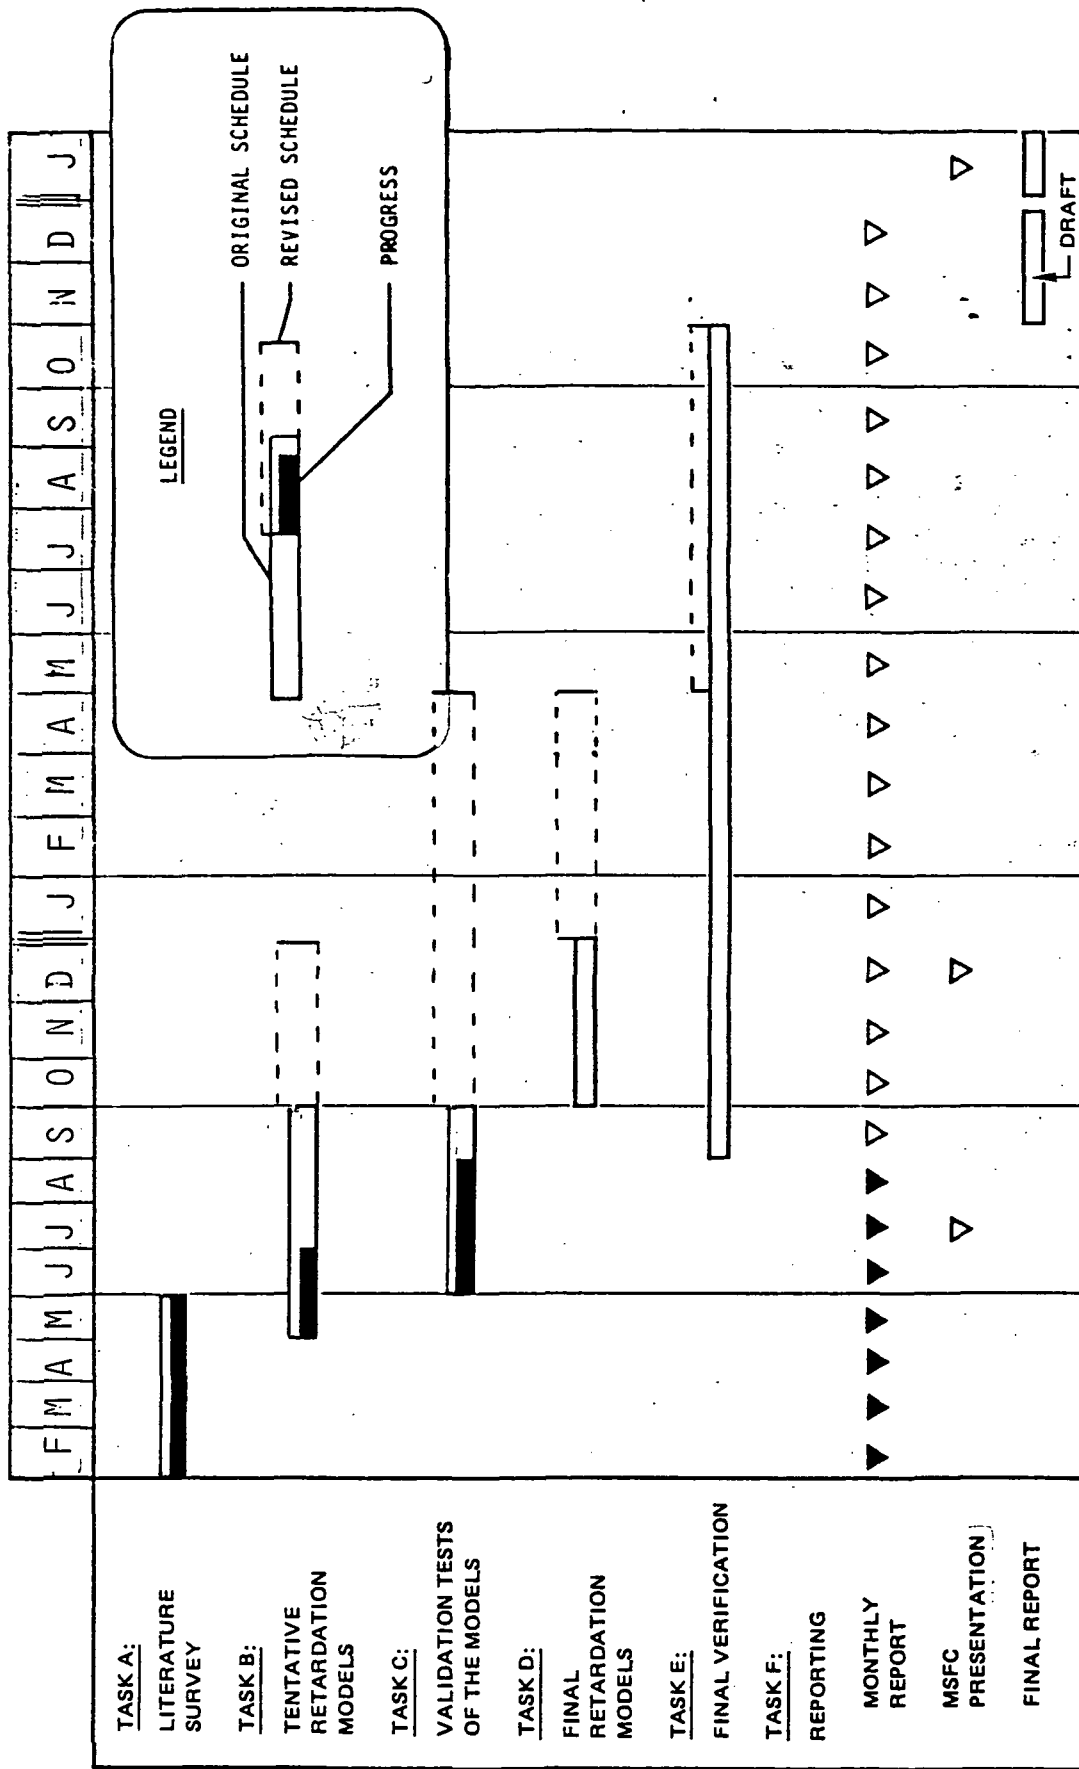 F M A M J J A S O N D J F M A M J J A S O N D J
LEGEND
ORIGINAL SCHEDULE
REVISED SCHEDULE
PROGRESS
TASK A:
LITERATURE
SURVEY
TASK B:
TENTATIVE
RETARDATION
MODELS
TASK C:
VALIDATION TESTS
OF THE MODELS
TASK D:
FINAL
RETARDATION
MODELS
TASK E:
FINAL VERIFICATION
TASK F:
REPORTING
MONTHLY
REPORT
MSFC
PRESENTATION
FINAL REPORT
DRAFT